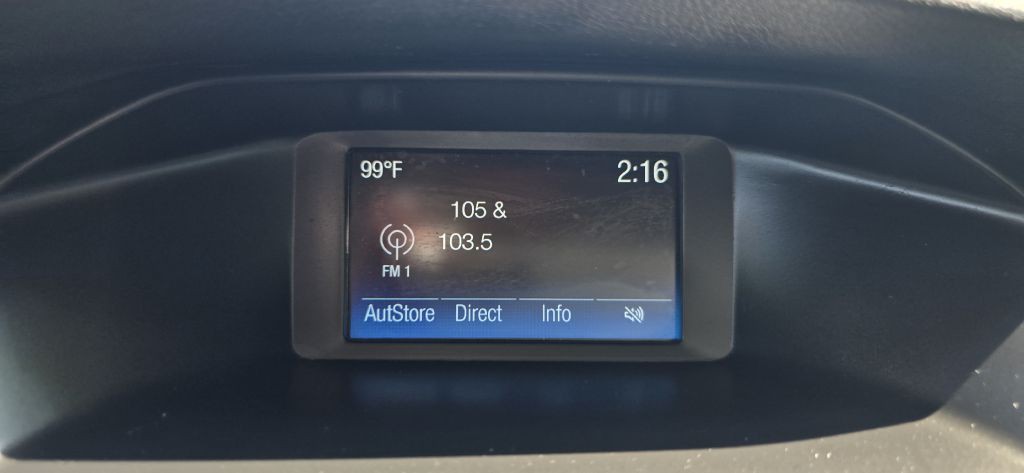 99°F 2:16
105 &
103.5
FM 1
AutStore Direct Info